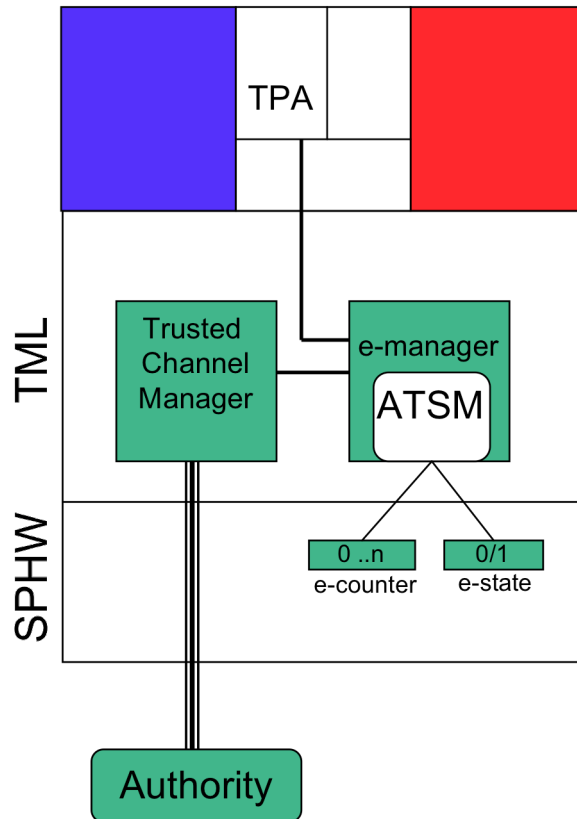 TPA
TML
Trusted
Channel
Manager
e-manager
ATSM
SPHW
0 ..n
0/1
e-counter
e-state
Authority